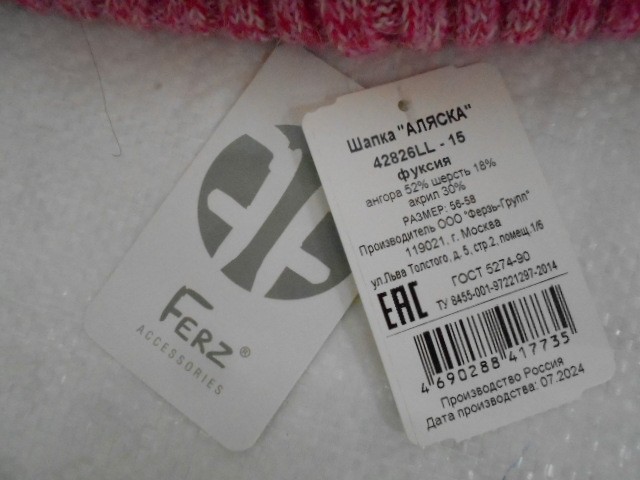 FERZ®
ACCESSORIES
Шапка "АЛЯСКА"
42826LL - 15
фуксия
ангора 52% шерсть 18%
акрил 30%
РАЗМЕР: 56-58
Производитель ООО "Ферзь-Групп"
119021, г. Москва
ул.Льва Толстого, д. 5, стр.2, помещ.1/6
ГОСТ 5274-90
ЕАС
ТУ 8455-001-97221297-2014
4 690288 417735
Производство Россия
Дата производства: 07.2024